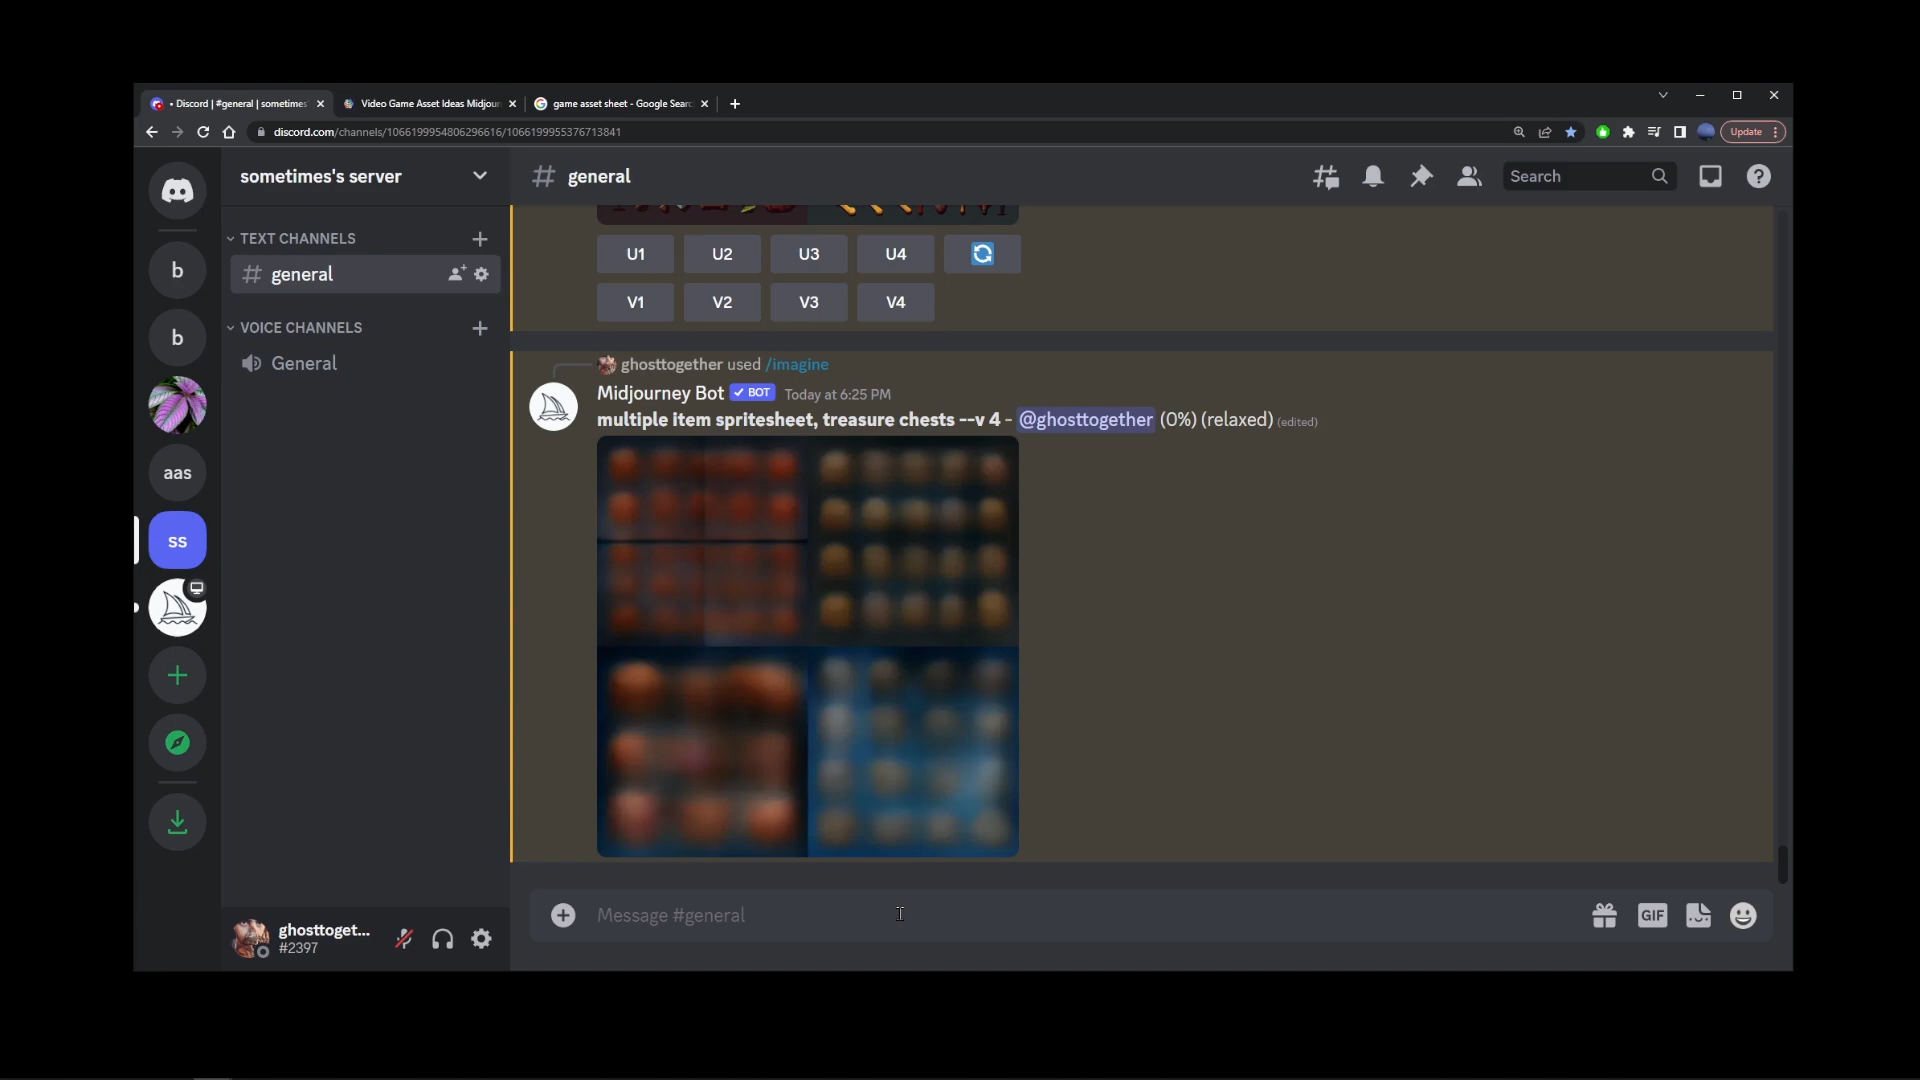 • Discord | #general | sometimes'
Video Game Asset Ideas Midjour
game asset sheet - Google Sear
discord.com/channels/1066199954806296616/1066199955376713841
Update
sometimes's server
general
Search
TEXT CHANNELS
general
VOICE CHANNELS
General
b
b
aas
ss
U1 U2 U3 U4
V1 V2 V3 V4
ghosttogether used /imagine
Midjourney Bot BOT Today at 6:25 PM
multiple item spritesheet, treasure chests --v 4 - @ghosttogether (0%) (relaxed) (edited)
Message #general
GIF
ghosttoget...
#2397